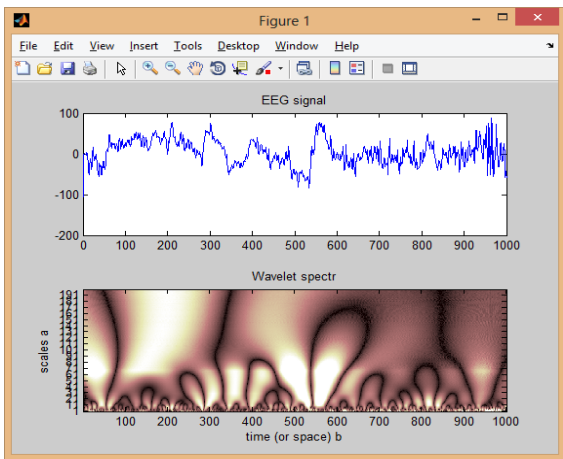 Figure 1
File Edit View Insert Tools Desktop Window Help
EEG signal
100
0
-100
-200
0 100 200 300 400 500 600 700 800 900 1000
Wavelet spectr
scales a
100 200 300 400 500 600 700 800 900 1000
time (or space) b